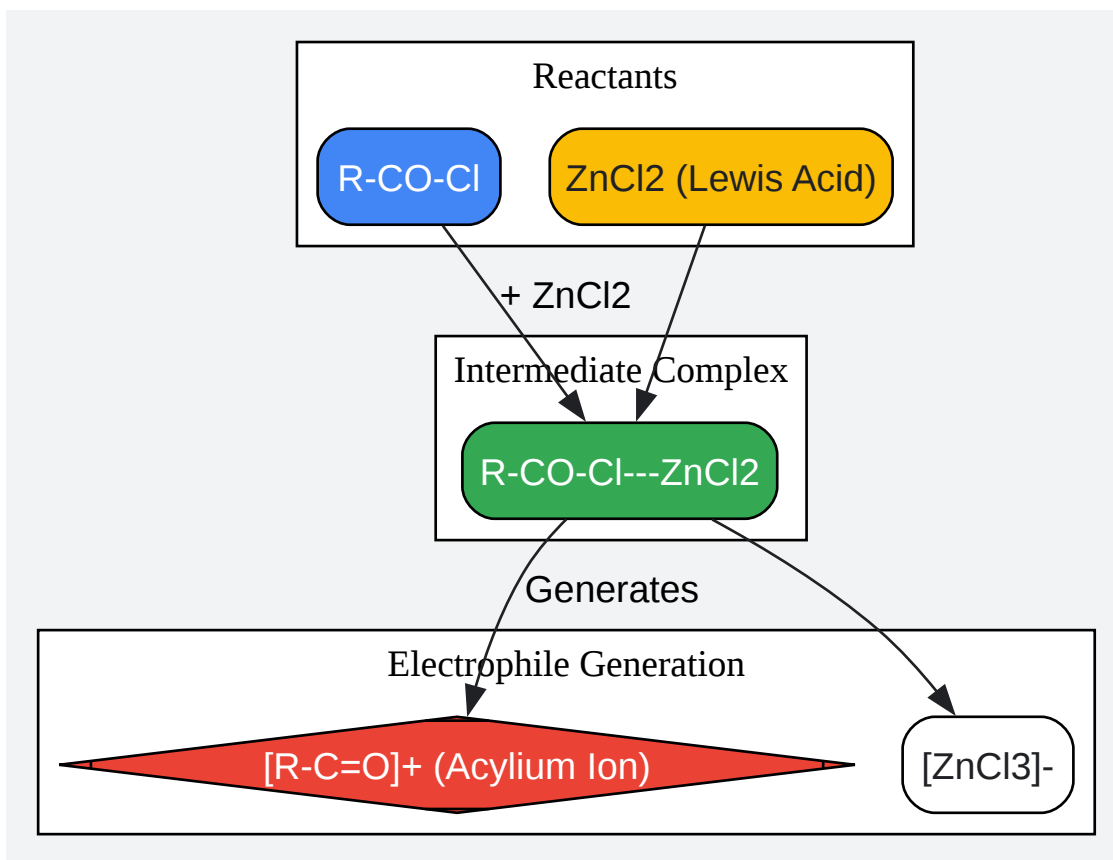 Reactants
R-CO-Cl
ZnCl2 (Lewis Acid)
+ ZnCl2
Intermediate Complex
R-CO-Cl---ZnCl2
Generates
Electrophile Generation
[R-C=O]+ (Acylium Ion)
[ZnCl3]-